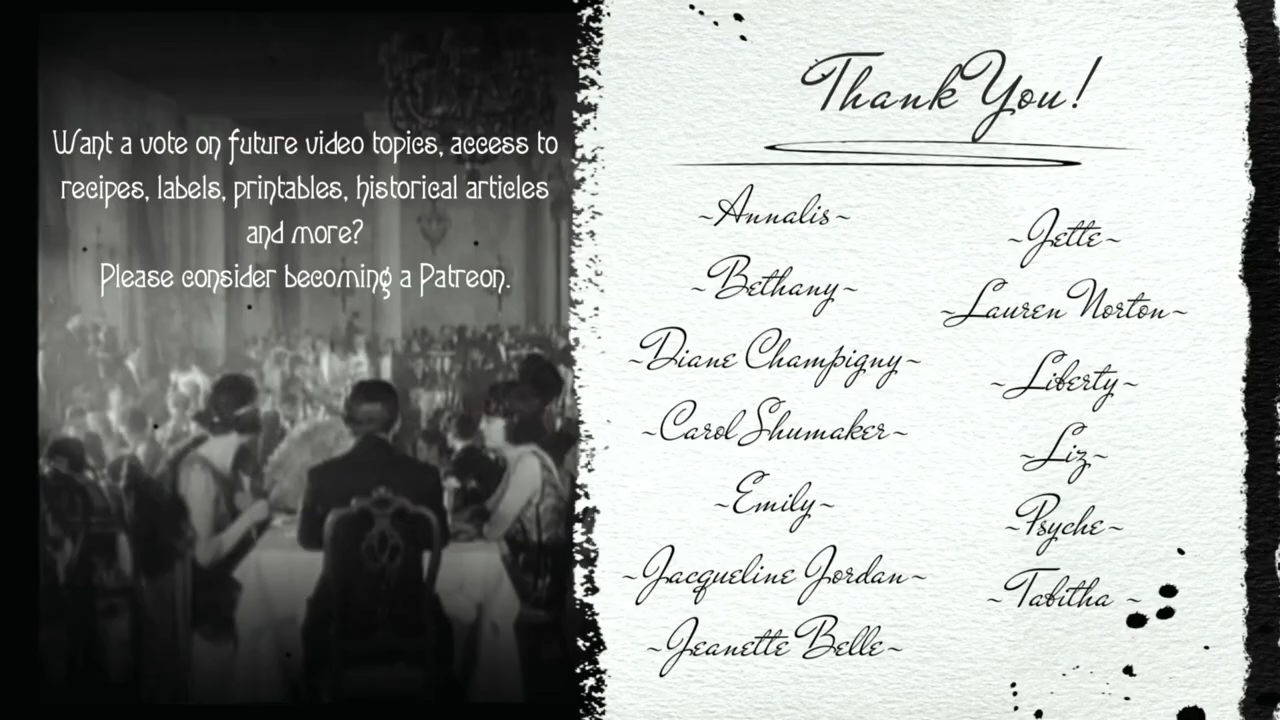 Want a vote on future video topics, access to
recipes, labels, printables, historical articles
and more?
Please consider becoming a Patreon.
Thank You!
~Annalis~
~Bethany~
~Diane Champigny~
~Carol Shumaker~
~Emily~
~Jacqueline Jordan~
~Jeanette Belle~
~Jette~
~Lauren Norton~
~Liberty~
~Liz~
~Psyche~
~Tabitha ~